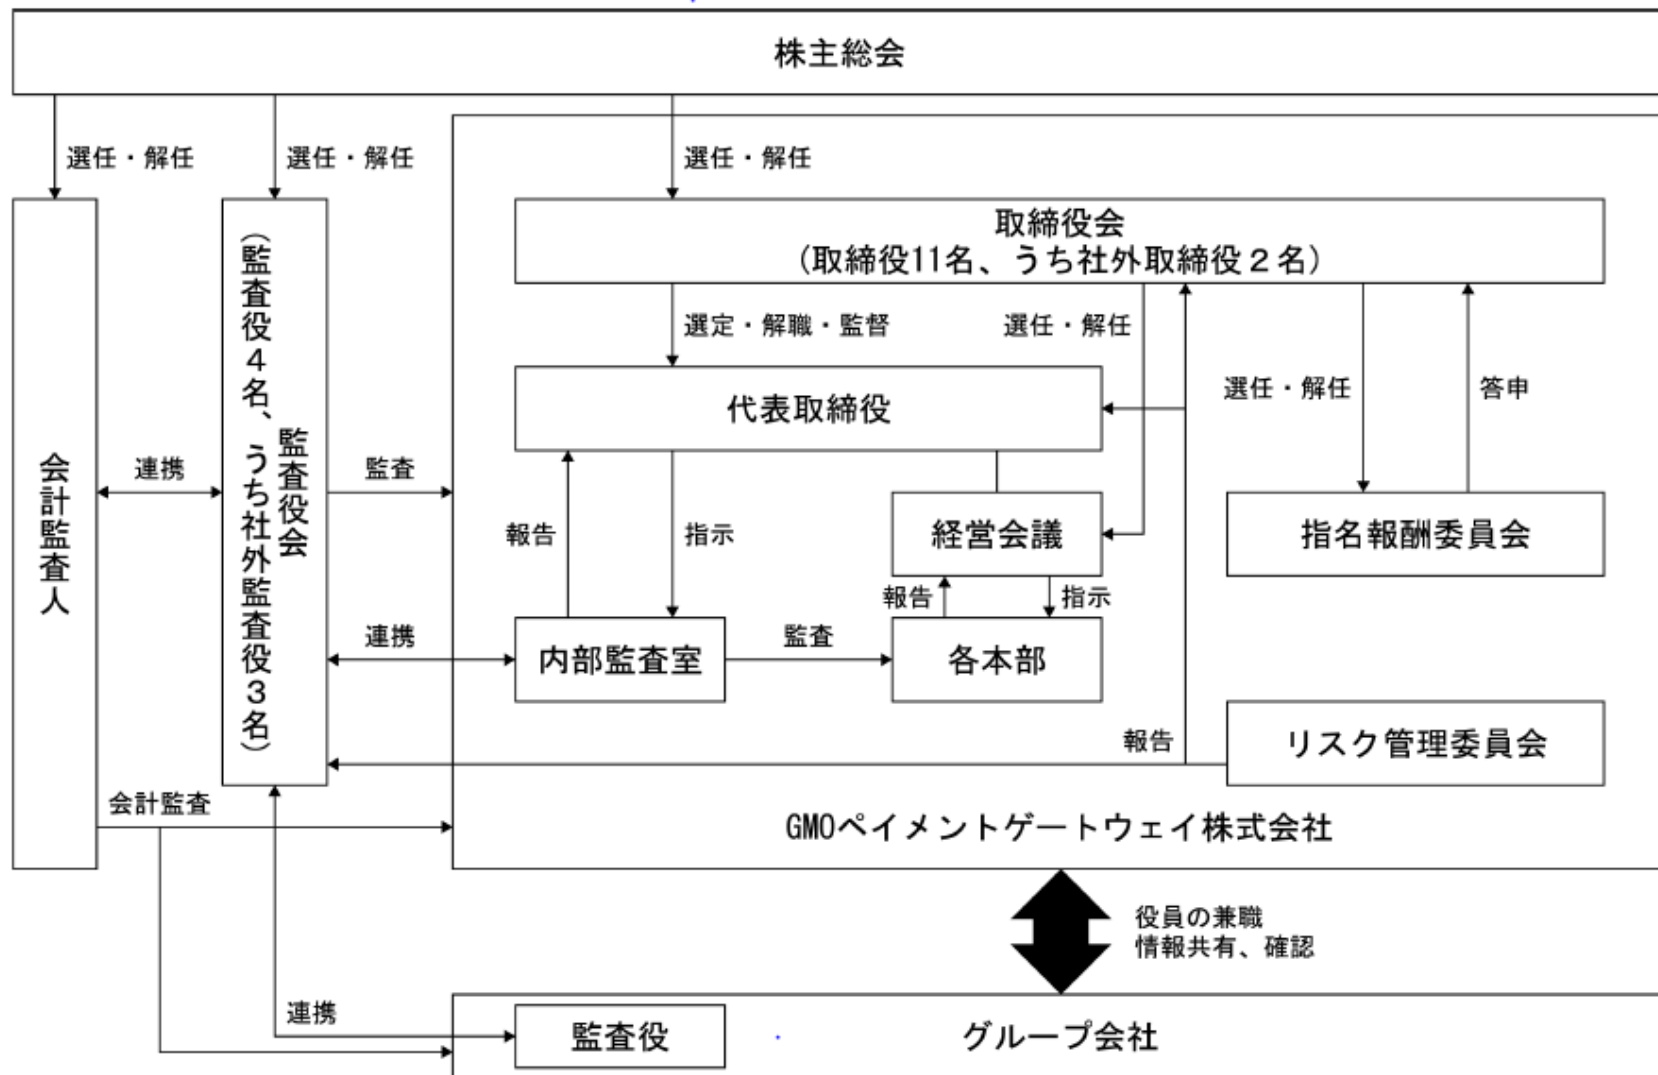 株主総会
選任・解任
選任・解任
選任・解任
会計監査人
連携
監査役会
（監査役４名、うち社外監査役３名）
監査
取締役会
（取締役11名、うち社外取締役２名）
選定・解職・監督
選任・解任
選任・解任
答申
代表取締役
報告
指示
経営会議
指名報酬委員会
報告
指示
連携
内部監査室
監査
各本部
報告
リスク管理委員会
会計監査
GMOペイメントゲートウェイ株式会社
役員の兼職
情報共有、確認
連携
監査役
グループ会社